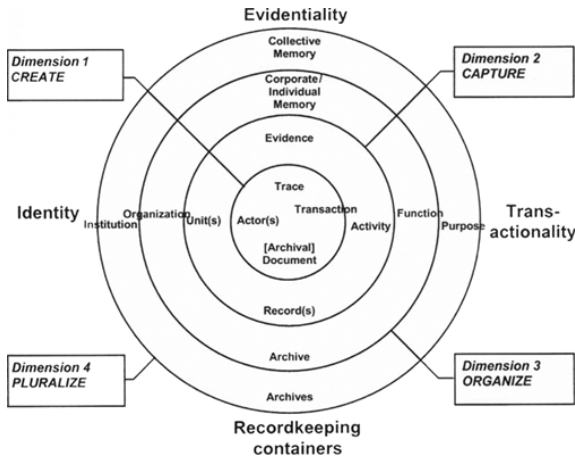 Evidentiality
Dimension 1
CREATE
Collective
Memory
Dimension 2
CAPTURE
Corporate/
Individual
Memory
Evidence
Trace
Identity
Institution
Organization
Unit(s)
Actor(s)
Transaction
Activity
Function
Purpose
Trans-
actionality
[Archival]
Document
Record(s)
Archive
Archives
Dimension 4
PLURALIZE
Dimension 3
ORGANIZE
Recordkeeping
containers